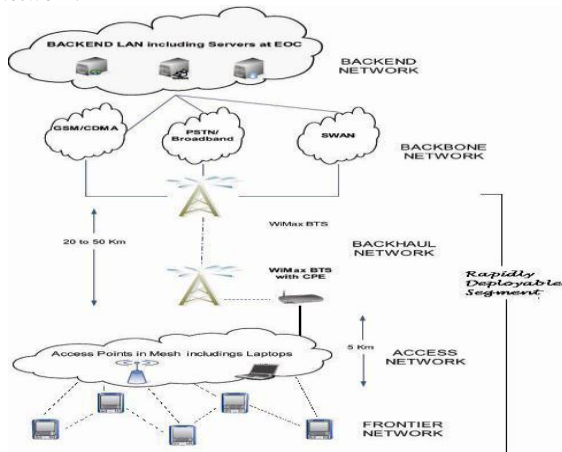 BACKEND LAN including Servers at EOC
BACKEND
NETWORK
GSM/CDMA
PSTN/
Broadband
SWAN
BACKBONE
NETWORK
WiMax BTS
20 to 50 Km
BACKHAUL
NETWORK
WiMax BTS
with CPE
Rapidly
Deployable
Segment
Access Points in Mesh includings Laptops
5 Km
ACCESS
NETWORK
FRONTIER
NETWORK